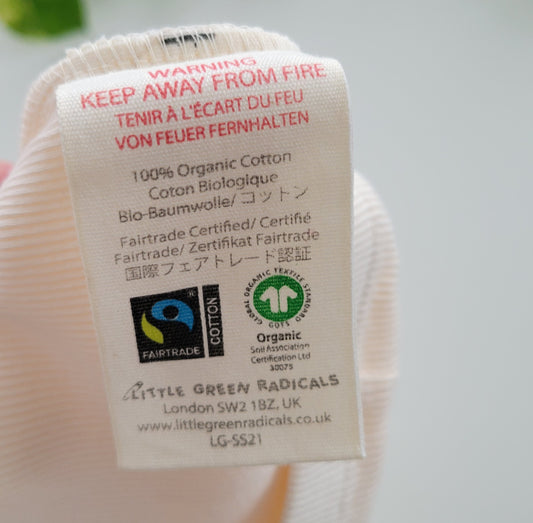 WARNING
KEEP AWAY FROM FIRE
TENIR À L'ÉCART DU FEU
VON FEUER FERNHALTEN
100% Organic Cotton
Coton Biologique
Bio-Baumwolle/ コットン
Fairtrade Certified/ Certifié
Fairtrade/ Zertifikat Fairtrade
国際フェアトレード認証
®
FAIRTRADE
COTTON
GLOBAL ORGANIC TEXTILE STANDARD
GOTS
Organic
Soil Association
Certification Ltd
30075
LITTLE GREEN RADICALS
London SW2 1BZ, UK
www.littlegreenradicals.co.uk
LG-SS21